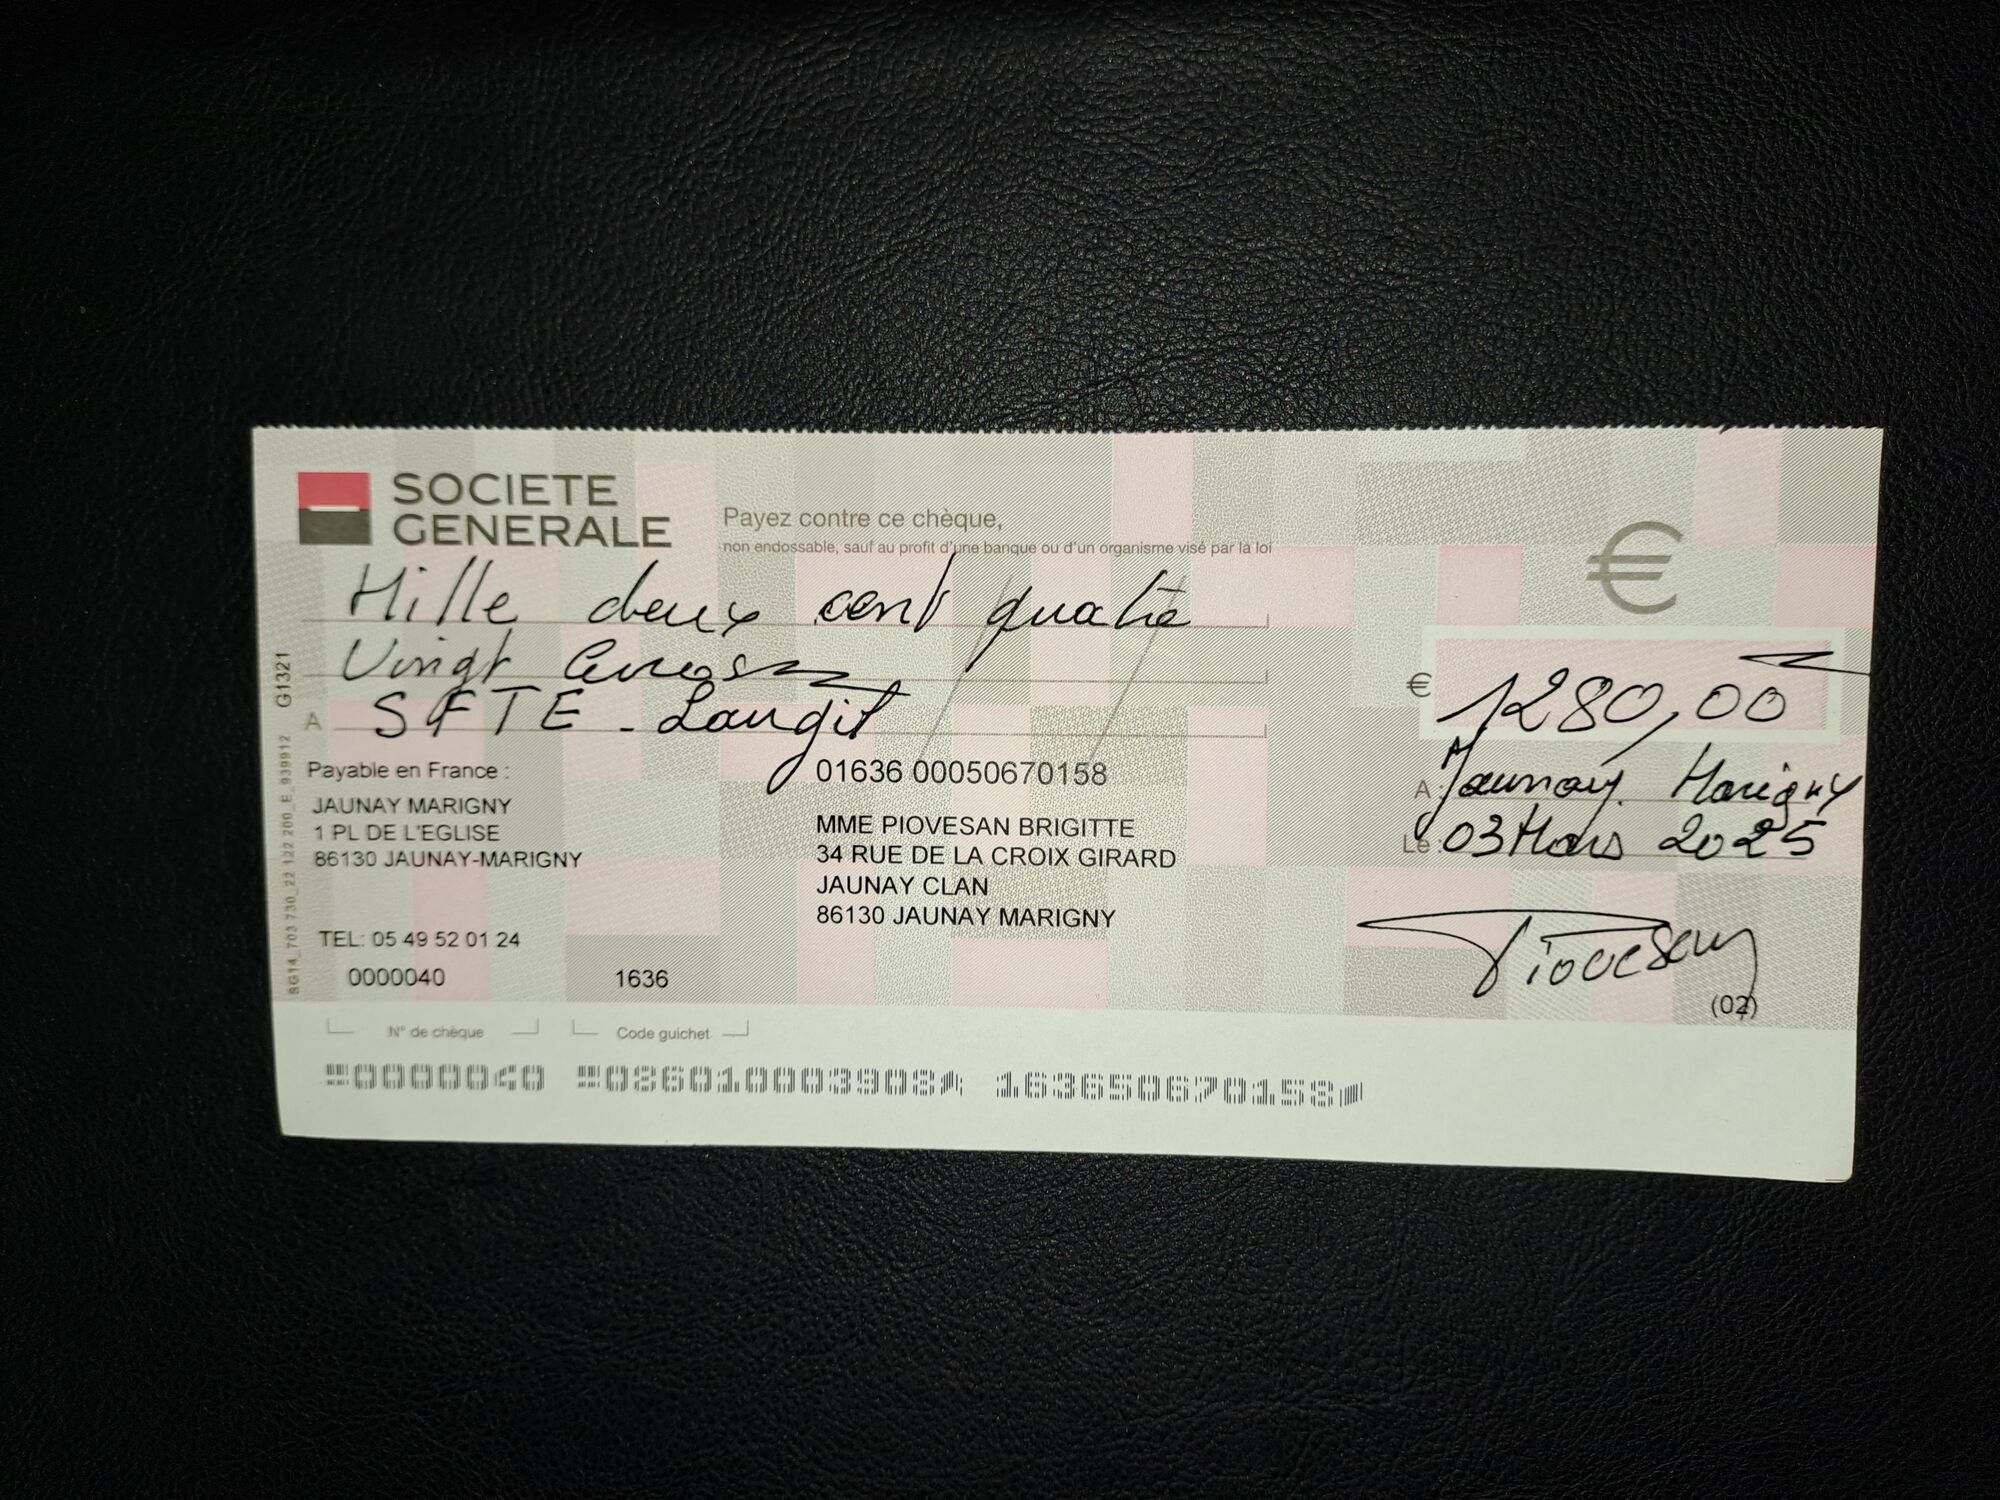 SOCIETE
GENERALE
Payez contre ce chèque,
non endossable, sauf au profit d'une banque ou d'un organisme visé par la loi
Mille deux cent quatre
Vingt Euros
€
€ 1280,00
A SFTE - Laugil
Payable en France :
JAUNAY MARIGNY
1 PL DE L'EGLISE
86130 JAUNAY-MARIGNY
TEL: 05 49 52 01 24
01636 00050670158
MME PIOVESAN BRIGITTE
34 RUE DE LA CROIX GIRARD
JAUNAY CLAN
86130 JAUNAY MARIGNY
A : Jaunay Marigny
Le : 03 Mars 2025
Piovesan
(02)
0000040 1636
N° de chèque Code guichet
0000040 086010003908 163650670158
G1321